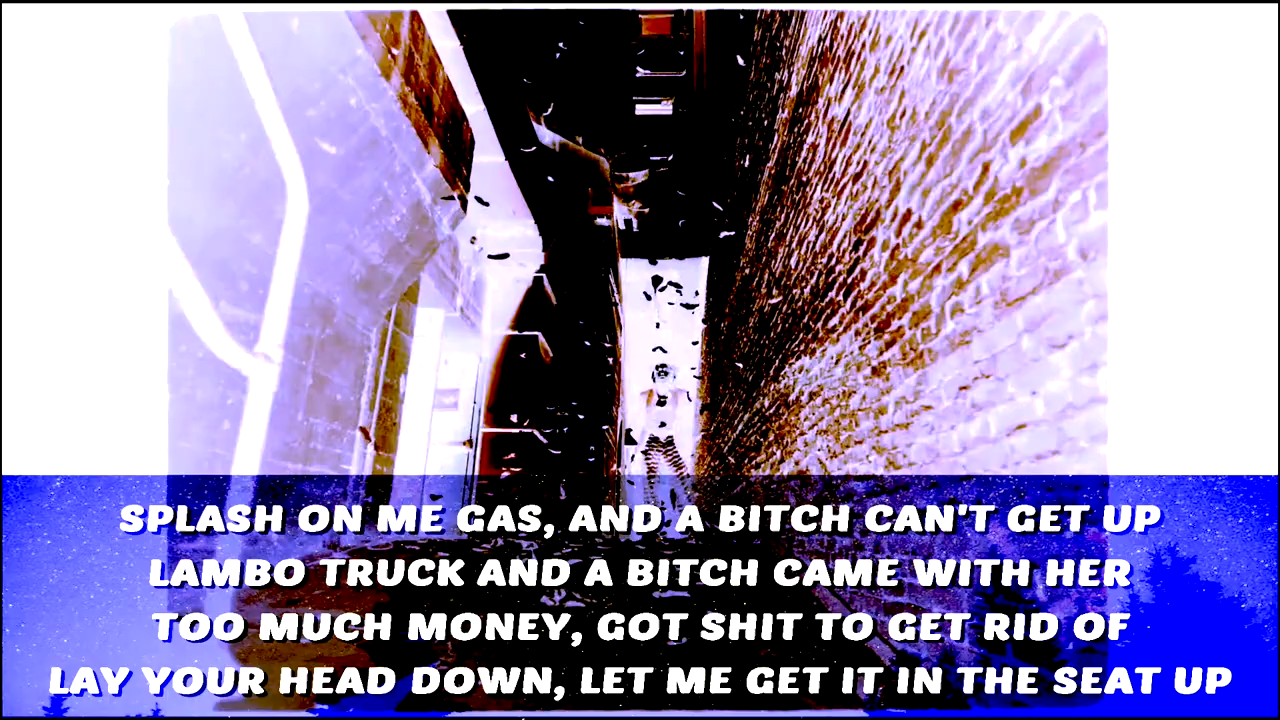 SPLASH ON ME GAS, AND A BITCH CAN'T GET UP
LAMBO TRUCK AND A BITCH CAME WITH HER
TOO MUCH MONEY, GOT SHIT TO GET RID OF
LAY YOUR HEAD DOWN, LET ME GET IT IN THE SEAT UP